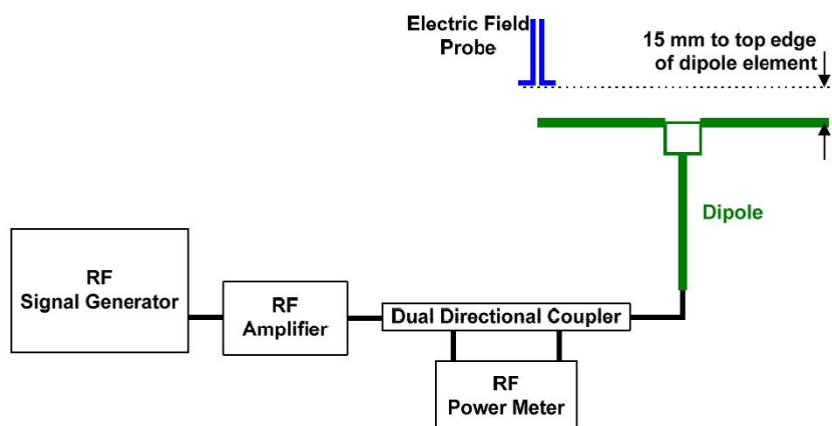 Electric Field
Probe
15 mm to top edge
of dipole element
Dipole
RF
Signal Generator
RF
Amplifier
Dual Directional Coupler
RF
Power Meter